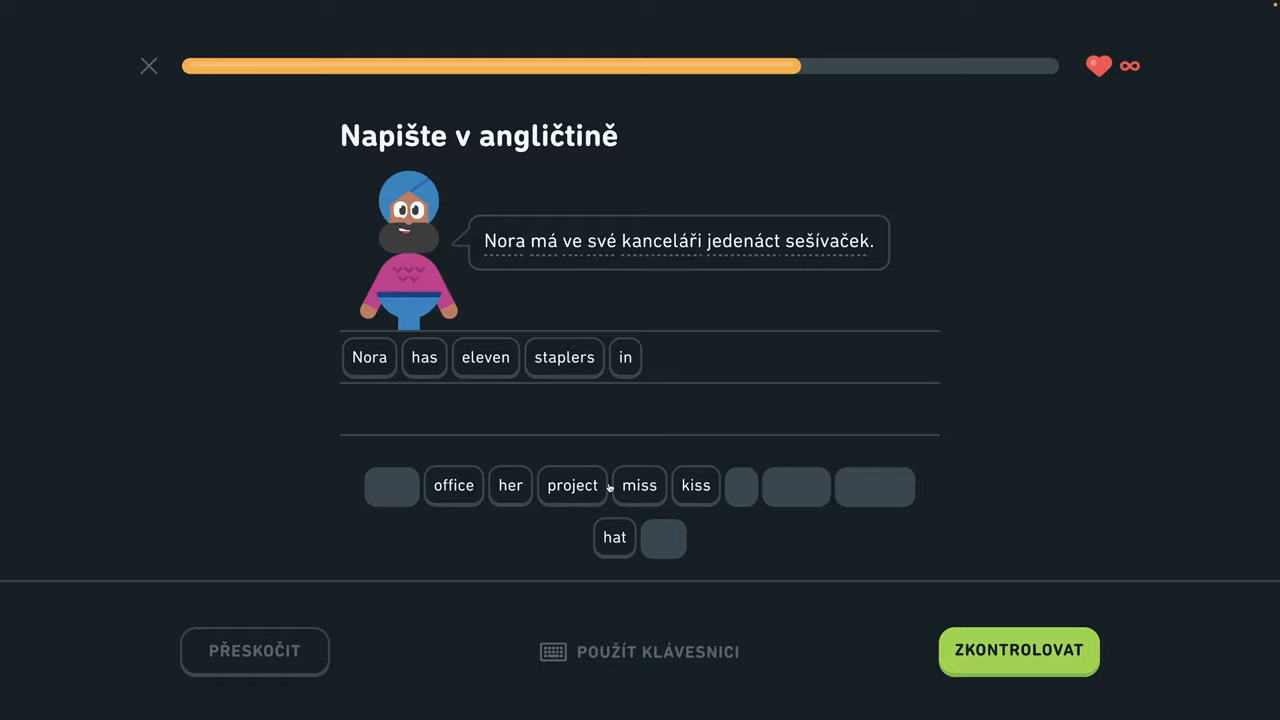 ∞
Napište v angličtině
Nora má ve své kanceláři jedenáct sešívaček.
Nora has eleven staplers in
office her project miss kiss
hat
PŘESKOČIT POUŽÍT KLÁVESNICI ZKONTROLOVAT